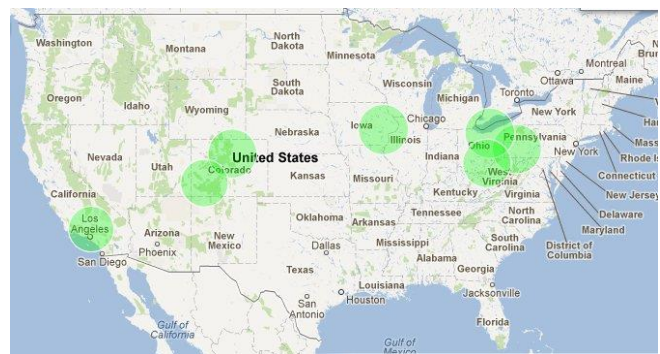 Washington
Montana
North
Dakota
Minnesota
Ottawa
Montreal
Maine
Oregon
Idaho
Wyoming
South
Dakota
Wisconsin
Michigan
Toronto
New York
Nebraska
Iowa
Chicago
Illinois
Indiana
Ohio
Pennsylvania
New York
Nevada
Utah
Colorado
United States
Kansas
Missouri
West
Virginia
Kentucky
Virginia
Rhode Is
Connecticut
New Jersey
Delaware
Maryland
District of
Columbia
California
Los
Angeles
San Diego
Arizona
Phoenix
New
Mexico
Oklahoma
Arkansas
Tennessee
North
Carolina
South
Carolina
Dallas
Mississippi
Alabama
Georgia
Texas
Louisiana
San
Antonio
Houston
Jacksonville
Florida
Gulf of
California
Gulf of